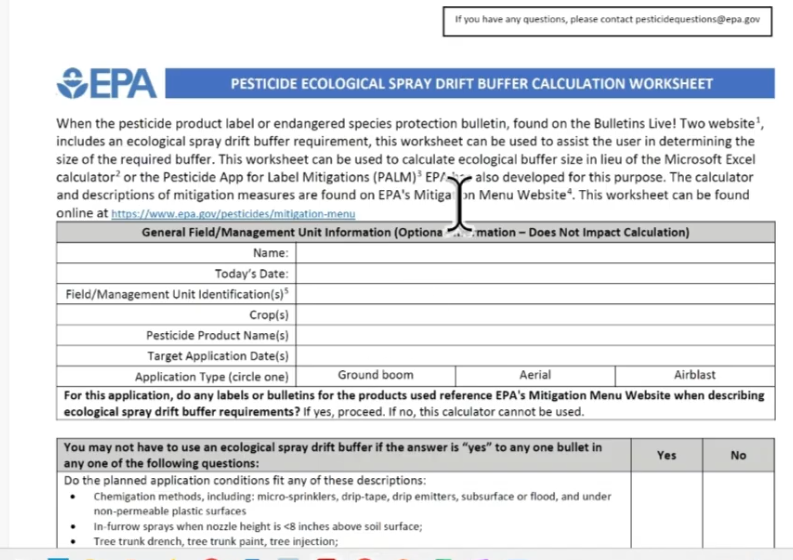 If you have any questions, please contact pesticidequestions@epa.gov
EPA
PESTICIDE ECOLOGICAL SPRAY DRIFT BUFFER CALCULATION WORKSHEET
When the pesticide product label or endangered species protection bulletin, found on the Bulletins Live! Two website¹,
includes an ecological spray drift buffer requirement, this worksheet can be used to assist the user in determining the
size of the required buffer. This worksheet can be used to calculate ecological buffer size in lieu of the Microsoft Excel
calculator² or the Pesticide App for Label Mitigations (PALM)³ also developed for this purpose. The calculator
and descriptions of mitigation measures are found on EPA's Menu Website⁴. This worksheet can be found
online at https://www.epa.gov/pesticides/mitigation-menu
General Field/Management Unit Information – Does Not Impact Calculation)
Name:
Today's Date:
Field/Management Unit Identification(s)⁵
Crop(s)
Pesticide Product Name(s)
Target Application Date(s)
Application Type (circle one) Ground boom Aerial Airblast
For this application, do any labels or bulletins for the products used reference EPA's Mitigation Menu Website when describing
ecological spray drift buffer requirements? If yes, proceed. If no, this calculator cannot be used.
You may not have to use an ecological spray drift buffer if the answer is "yes" to any one bullet in
any one of the following questions:
Yes No
Do the planned application conditions fit any of these descriptions:
• Chemigation methods, including: micro-sprinklers, drip-tape, drip emitters, subsurface or flood, and under
non-permeable plastic surfaces
• In-furrow sprays when nozzle height is <8 inches above soil surface;
• Tree trunk drench, tree trunk paint, tree injection;